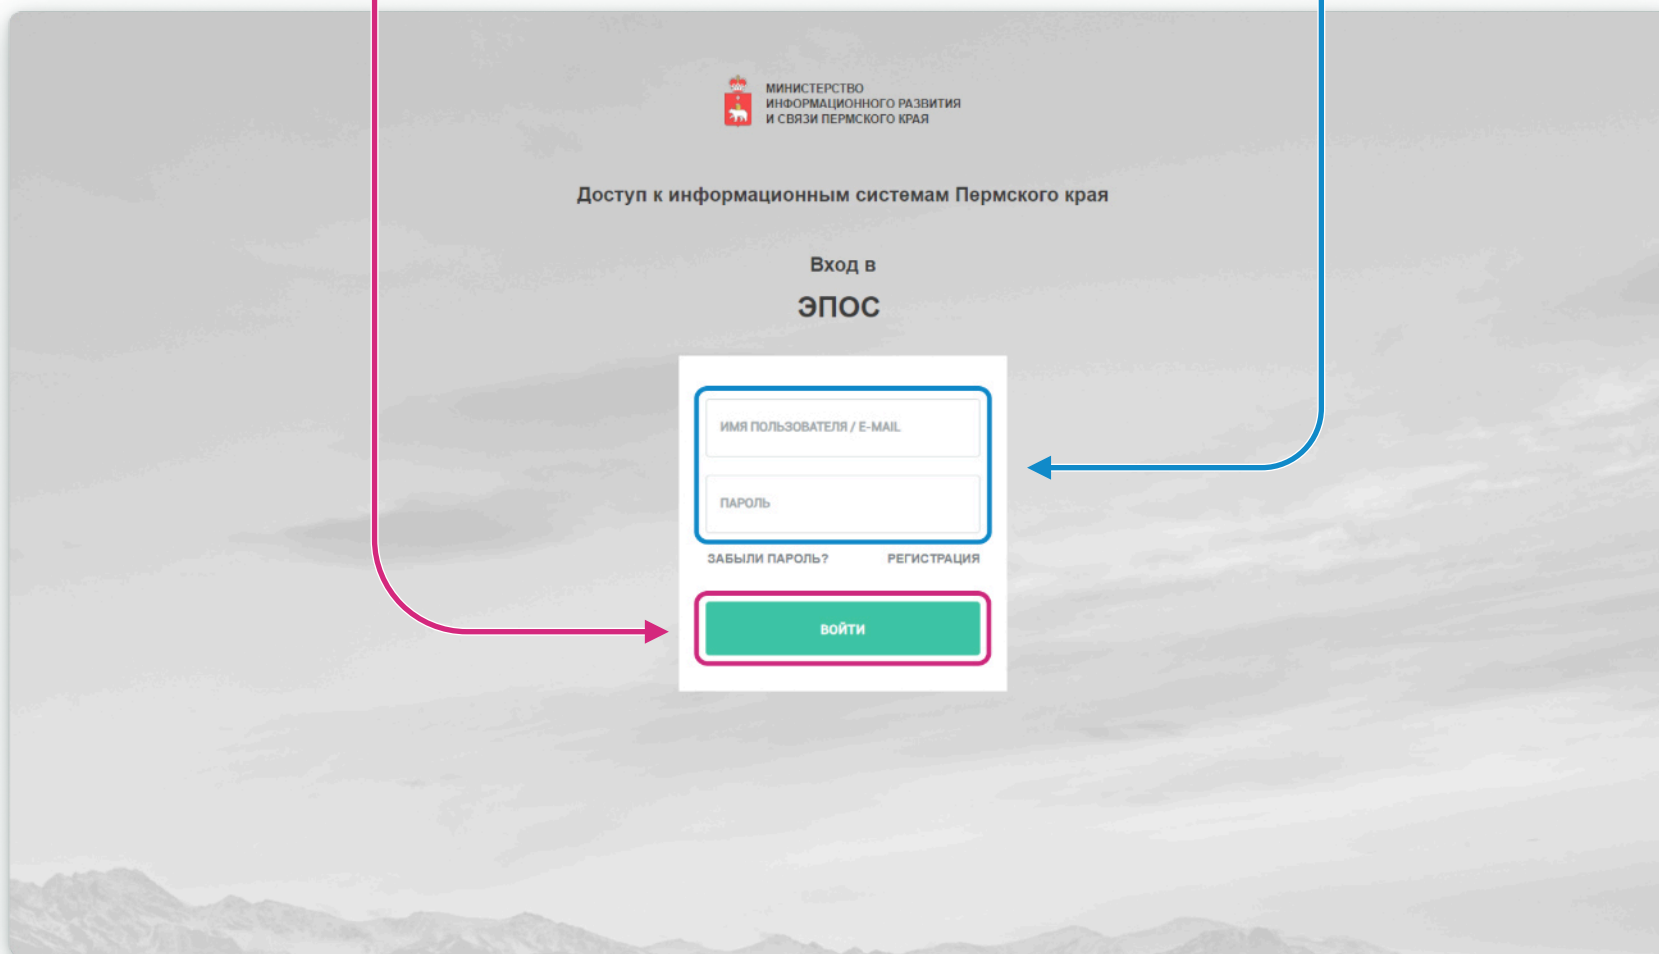 МИНИСТЕРСТВО
ИНФОРМАЦИОННОГО РАЗВИТИЯ
И СВЯЗИ ПЕРМСКОГО КРАЯ
Доступ к информационным системам Пермского края
Вход в
ЭПОС
ИМЯ ПОЛЬЗОВАТЕЛЯ / E-MAIL
ПАРОЛЬ
ЗАБЫЛИ ПАРОЛЬ? РЕГИСТРАЦИЯ
ВОЙТИ